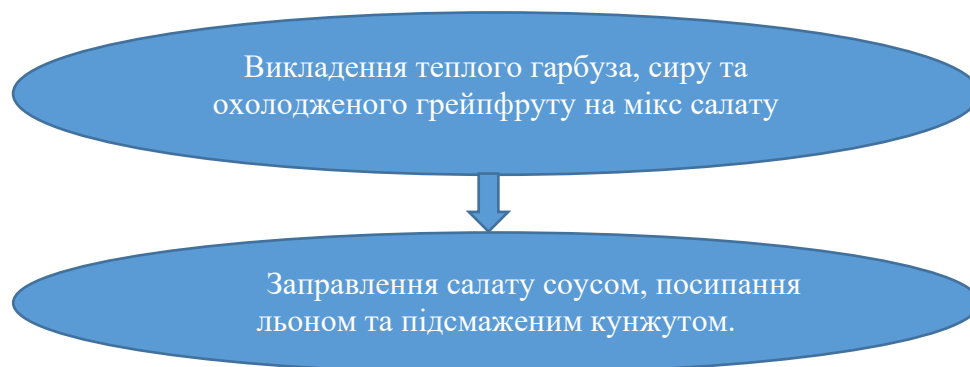 Викладення теплого гарбуза, сиру та
охолодженого грейпфруту на мікс салату
Заправлення салату соусом, посипання
льоном та підсмаженим кунжутом.